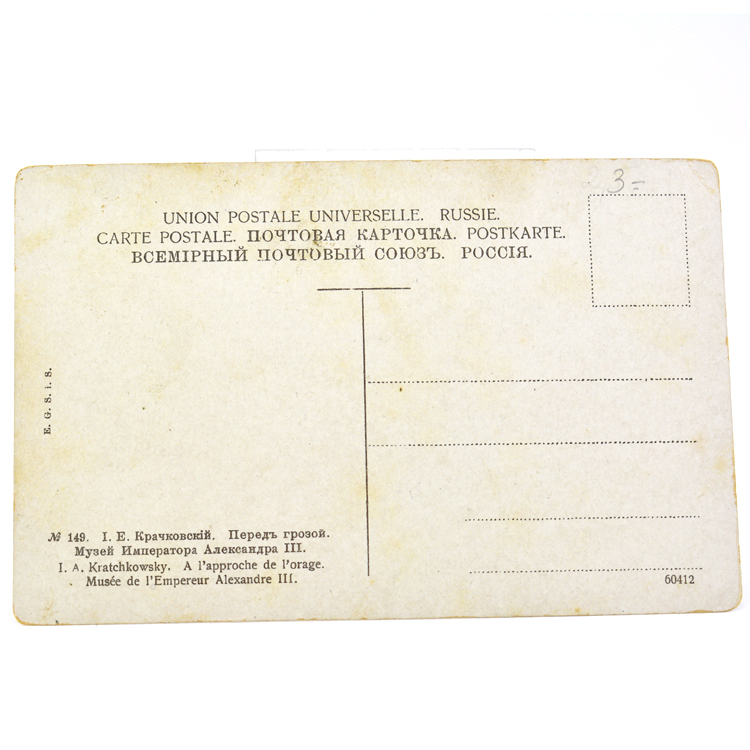 3=
UNION POSTALE UNIVERSELLE. RUSSIE.
CARTE POSTALE. ПОЧТОВАЯ КАРТОЧКА. POSTKARTE.
ВСЕМІРНЫЙ ПОЧТОВЫЙ СОЮЗЪ. РОССІЯ.
E. G. S. i. S.
№ 149. І. Е. Крачковскій. Передъ грозой.
Музей Императора Александра III.
I. A. Kratchkowsky. A l'approche de l'orage.
Musée de l'Empereur Alexandre III.
60412